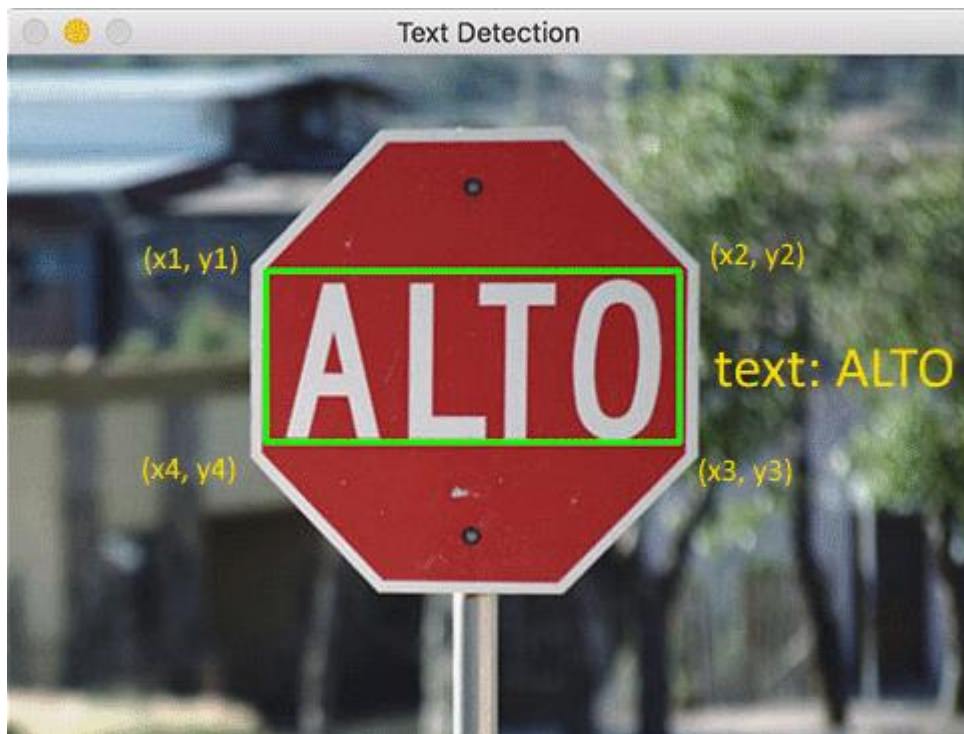 Text Detection
(x1, y1) (x2, y2)
ALTO
text: ALTO
(x4, y4) (x3, y3)